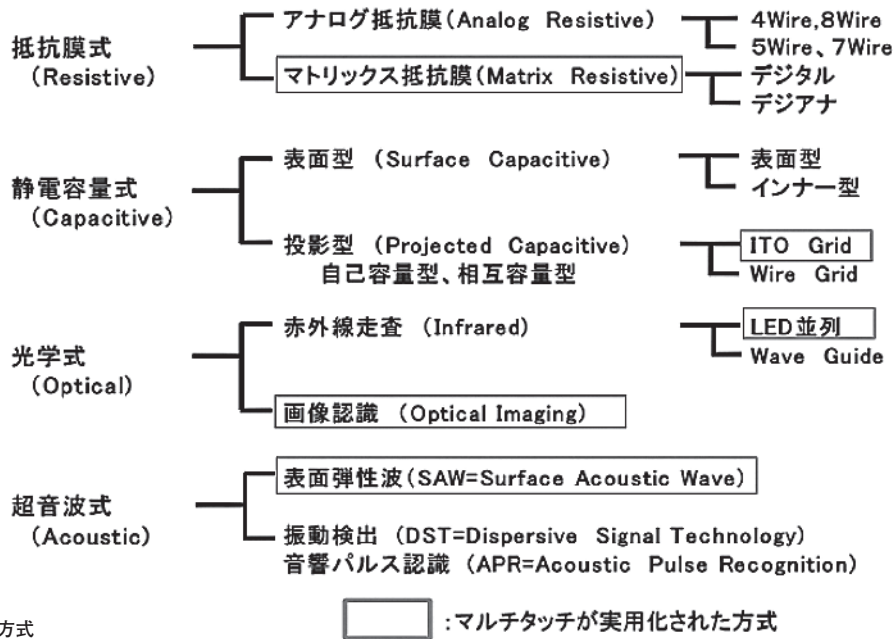 抵抗膜式
(Resistive)
アナログ抵抗膜(Analog Resistive)
4Wire,8Wire
5Wire、7Wire
マトリックス抵抗膜(Matrix Resistive)
デジタル
デジアナ
静電容量式
(Capacitive)
表面型 (Surface Capacitive)
表面型
インナー型
投影型 (Projected Capacitive)
自己容量型、相互容量型
ITO Grid
Wire Grid
光学式
(Optical)
赤外線走査 (Infrared)
LED並列
Wave Guide
画像認識 (Optical Imaging)
超音波式
(Acoustic)
表面弾性波(SAW=Surface Acoustic Wave)
振動検出 (DST=Dispersive Signal Technology)
音響パルス認識 (APR=Acoustic Pulse Recognition)
方式
:マルチタッチが実用化された方式